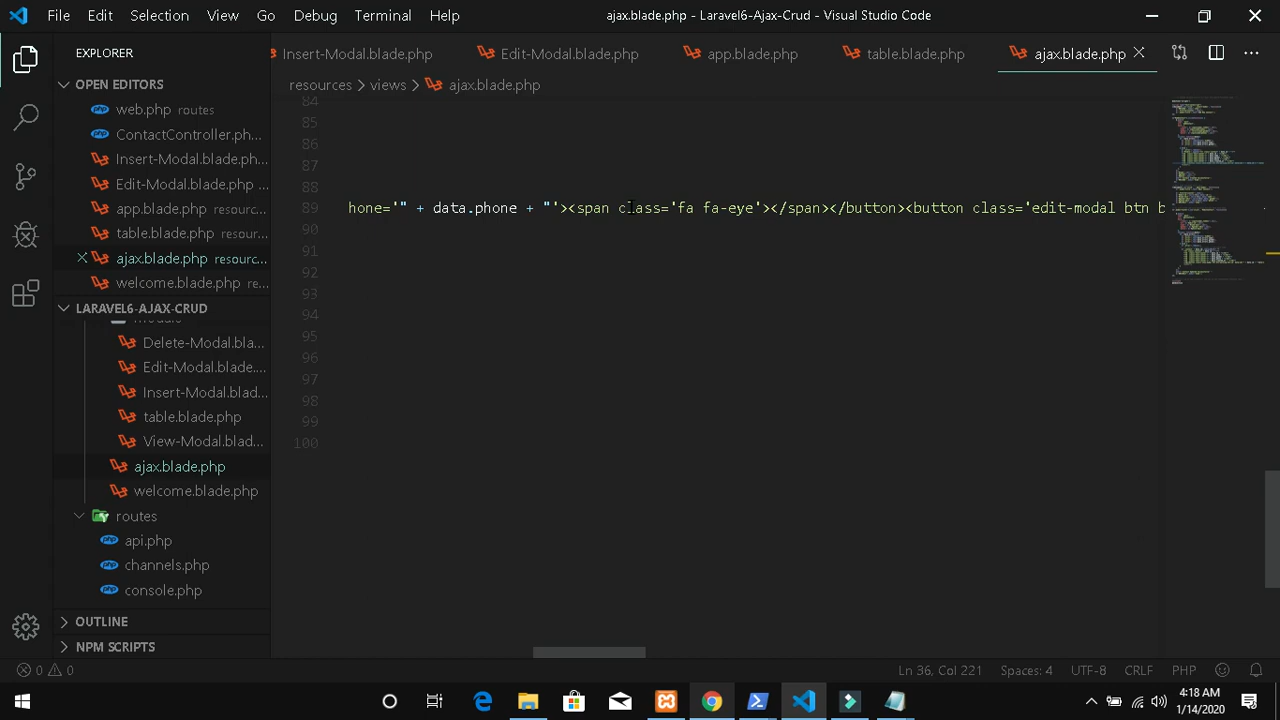 File Edit Selection View Go Debug Terminal Help ajax.blade.php - Laravel6-Ajax-Crud - Visual Studio Code
EXPLORER
Insert-Modal.blade.php Edit-Modal.blade.php app.blade.php table.blade.php ajax.blade.php
OPEN EDITORS
resources > views > ajax.blade.php
web.php routes
ContactController.ph...
Insert-Modal.blade.ph...
Edit-Modal.blade.php ...
app.blade.php resourc...
table.blade.php resour...
ajax.blade.php resourc...
welcome.blade.php re...
LARAVEL6-AJAX-CRUD
Delete-Modal.bla...
Edit-Modal.blade....
Insert-Modal.blad...
table.blade.php
View-Modal.blad...
ajax.blade.php
welcome.blade.php
routes
api.php
channels.php
console.php
OUTLINE
NPM SCRIPTS
84
85
86
87
88
89 hone='" + data.phone + "'><span class='fa fa-eye'></span></button><button class='edit-modal btn b
90
91
92
93
94
95
96
97
98
99
100
0 0 Ln 36, Col 221 Spaces: 4 UTF-8 CRLF PHP
4:18 AM
1/14/2020